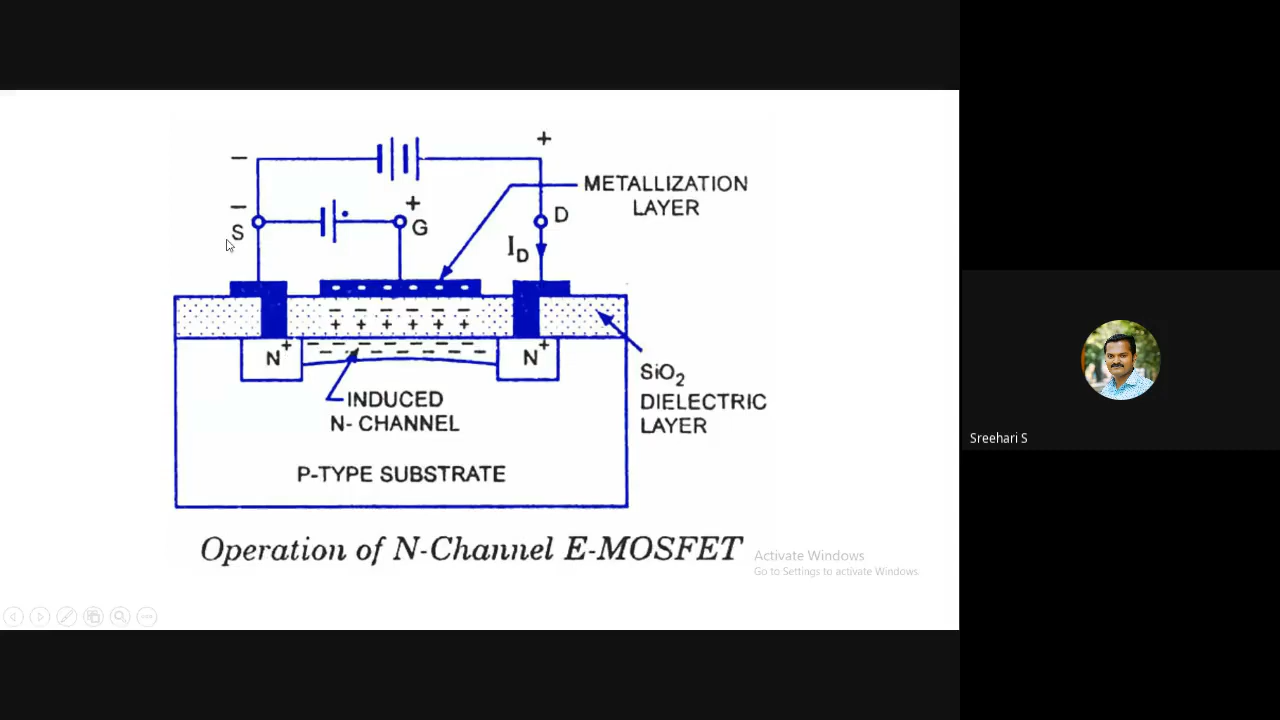 −
+
METALLIZATION
LAYER
−
+
S
G
D
I_D
− − − − − −
+ + + + + +
N+
N+
INDUCED
N- CHANNEL
SiO2
DIELECTRIC
LAYER
P-TYPE SUBSTRATE
Operation of N-Channel E-MOSFET
Activate Windows
Go to Settings to activate Windows.
Sreehari S